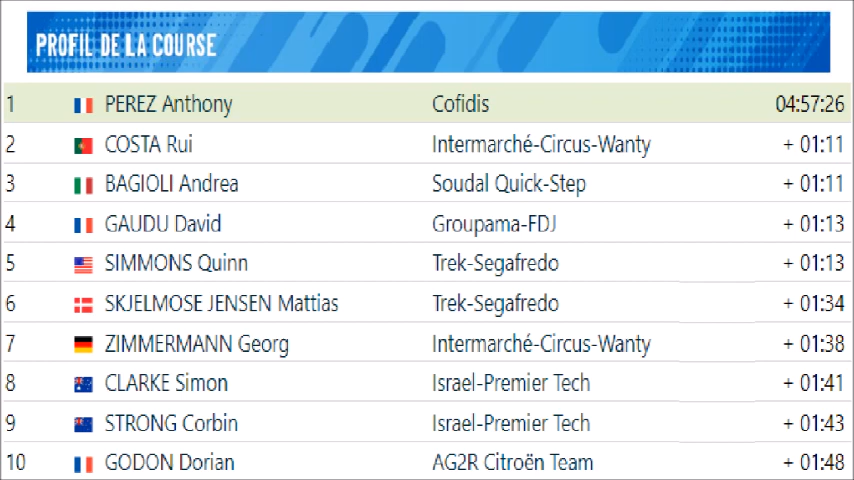 PROFIL DE LA COURSE
1 PEREZ Anthony Cofidis 04:57:26
2 COSTA Rui Intermarché-Circus-Wanty + 01:11
3 BAGIOLI Andrea Soudal Quick-Step + 01:11
4 GAUDU David Groupama-FDJ + 01:13
5 SIMMONS Quinn Trek-Segafredo + 01:13
6 SKJELMOSE JENSEN Mattias Trek-Segafredo + 01:34
7 ZIMMERMANN Georg Intermarché-Circus-Wanty + 01:38
8 CLARKE Simon Israel-Premier Tech + 01:41
9 STRONG Corbin Israel-Premier Tech + 01:43
10 GODON Dorian AG2R Citroën Team + 01:48